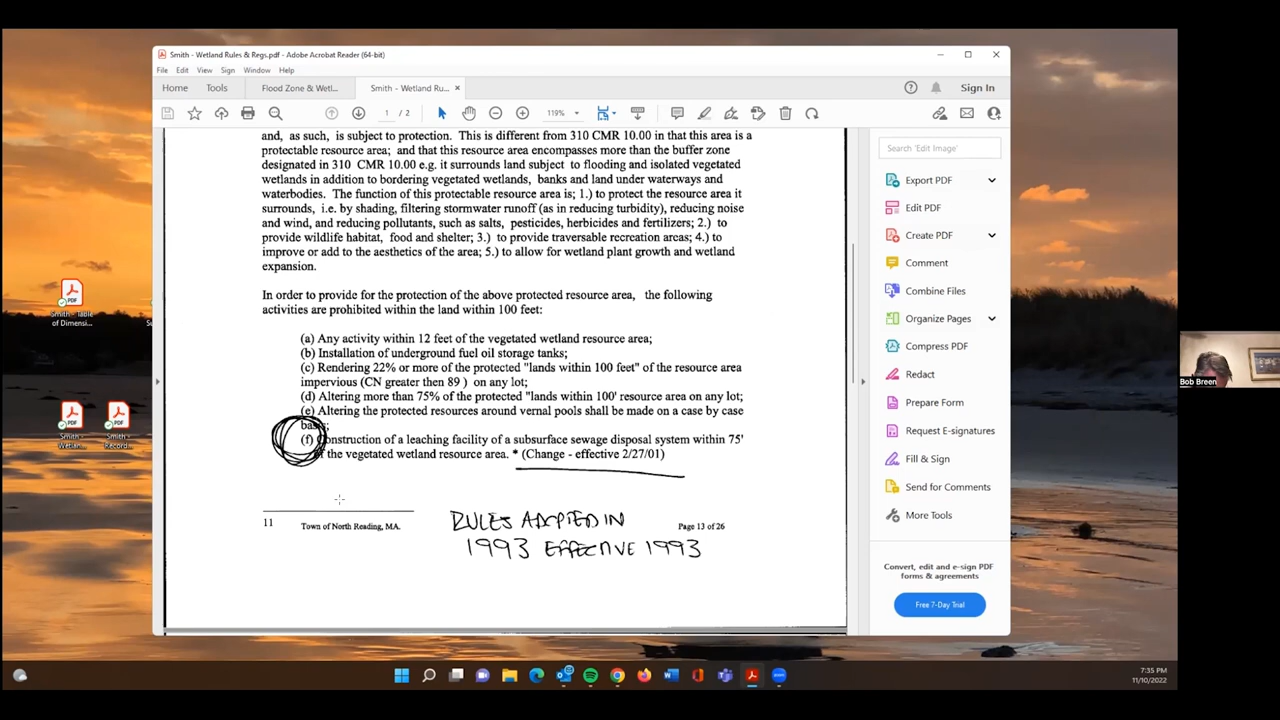 Smith - Wetland Rules & Regs.pdf - Adobe Acrobat Reader (64-bit)
File Edit View Sign Window Help
Home Tools Flood Zone & Wetl... Smith - Wetland Ru... × Sign In
1 / 2 119%
and, as such, is subject to protection. This is different from 310 CMR 10.00 in that this area is a
protectable resource area; and that this resource area encompasses more than the buffer zone
designated in 310 CMR 10.00 e.g. it surrounds land subject to flooding and isolated vegetated
wetlands in addition to bordering vegetated wetlands, banks and land under waterways and
waterbodies. The function of this protectable resource area is; 1.) to protect the resource area it
surrounds, i.e. by shading, filtering stormwater runoff (as in reducing turbidity), reducing noise
and wind, and reducing pollutants, such as salts, pesticides, herbicides and fertilizers; 2.) to
provide wildlife habitat, food and shelter; 3.) to provide traversable recreation areas; 4.) to
improve or add to the aesthetics of the area; 5.) to allow for wetland plant growth and wetland
expansion.
In order to provide for the protection of the above protected resource area, the following
activities are prohibited within the land within 100 feet:
(a) Any activity within 12 feet of the vegetated wetland resource area;
(b) Installation of underground fuel oil storage tanks;
(c) Rendering 22% or more of the protected "lands within 100 feet" of the resource area
impervious (CN greater then 89 ) on any lot;
(d) Altering more than 75% of the protected "lands within 100' resource area on any lot;
(e) Altering the protected resources around vernal pools shall be made on a case by case
basis;
(f) Construction of a leaching facility of a subsurface sewage disposal system within 75'
of the vegetated wetland resource area. * (Change - effective 2/27/01)
11 Town of North Reading, MA. Page 13 of 26
RULES ADOPTED IN
1993 EFFECTIVE 1993
Search 'Edit Image'
Export PDF
Edit PDF
Create PDF
Comment
Combine Files
Organize Pages
Compress PDF
Redact
Prepare Form
Request E-signatures
Fill & Sign
Send for Comments
More Tools
Convert, edit and e-sign PDF
forms & agreements
Free 7-Day Trial
Smith - Table
of Dimensi...
Smith -
Wetlan...
Smith -
Record...
Bob Breen
7:35 PM
11/10/2022